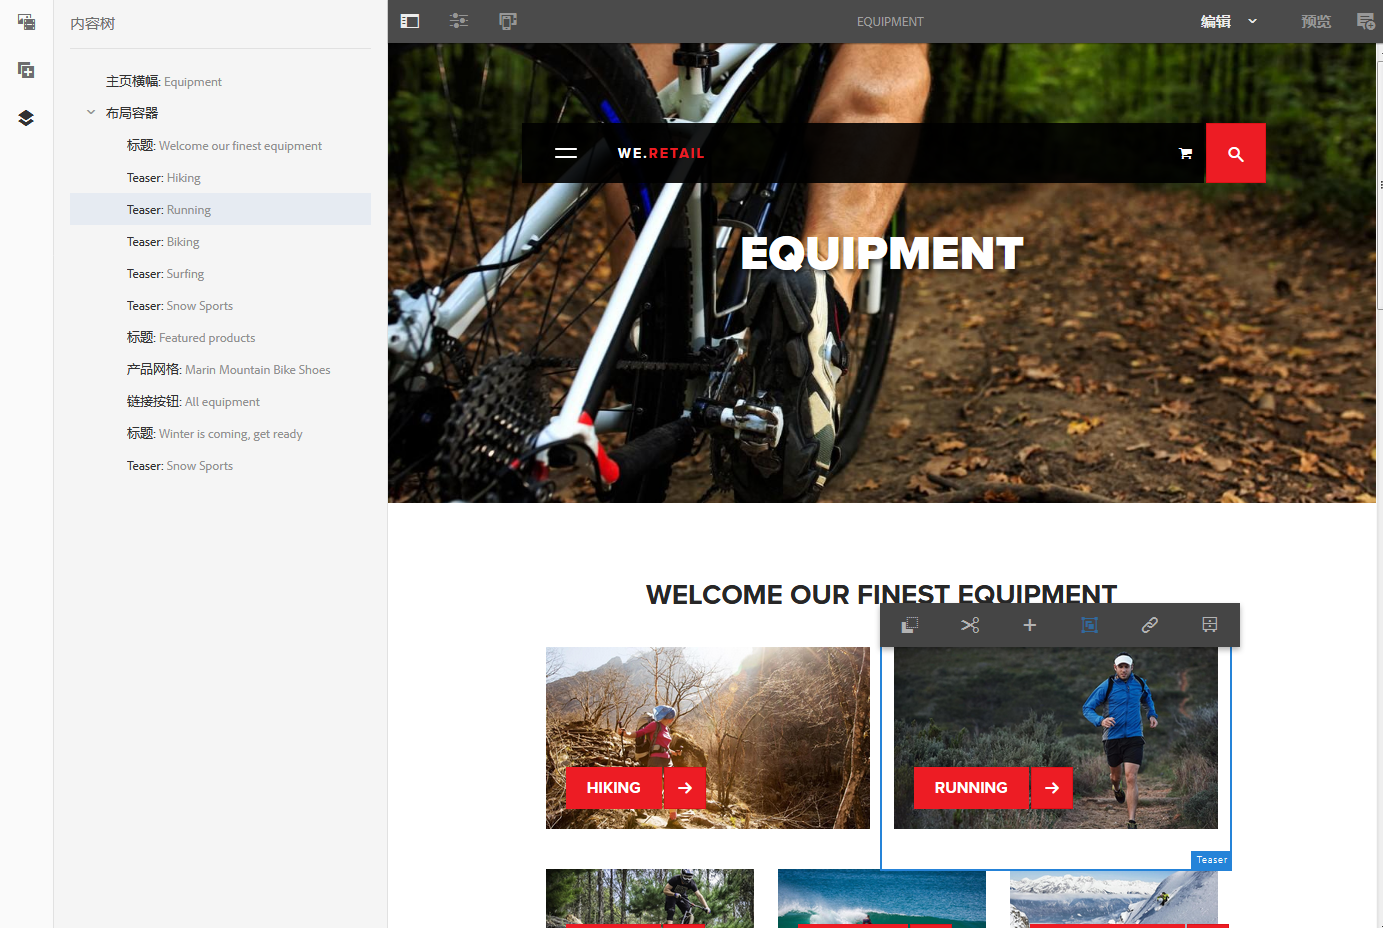 内容树
主页横幅: Equipment
布局容器
标题: Welcome our finest equipment
Teaser: Hiking
Teaser: Running
Teaser: Biking
Teaser: Surfing
Teaser: Snow Sports
标题: Featured products
产品网格: Marin Mountain Bike Shoes
链接按钮: All equipment
标题: Winter is coming, get ready
Teaser: Snow Sports
EQUIPMENT
编辑
预览
WE.RETAIL
EQUIPMENT
WELCOME OUR FINEST EQUIPMENT
HIKING
RUNNING
Teaser